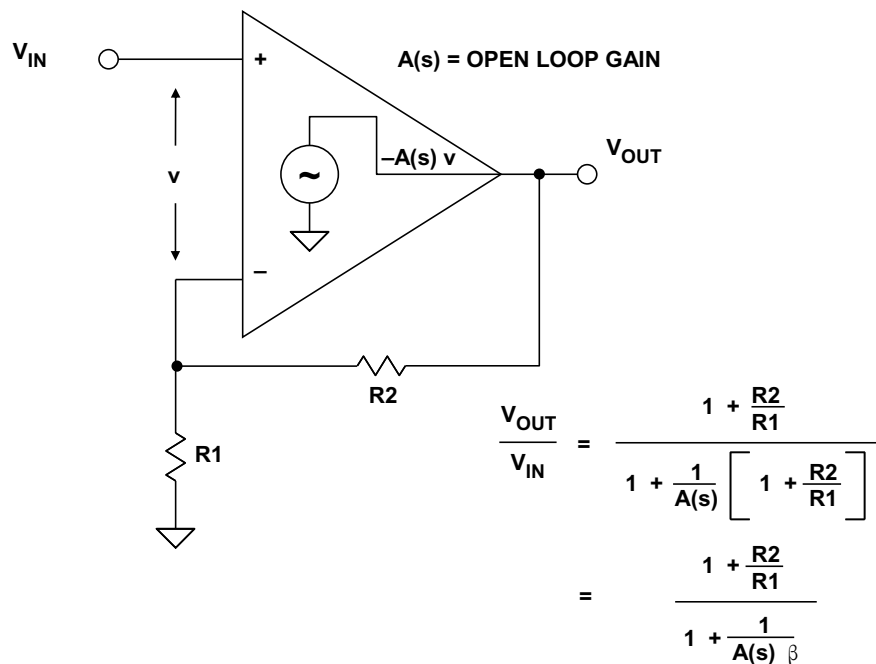 V_IN
+
A(s) = OPEN LOOP GAIN
~
–A(s) v
V_OUT
v
–
R2
R1
V_OUT / V_IN = (1 + R2/R1) / (1 + 1/A(s) [1 + R2/R1])
= (1 + R2/R1) / (1 + 1/(A(s) β))